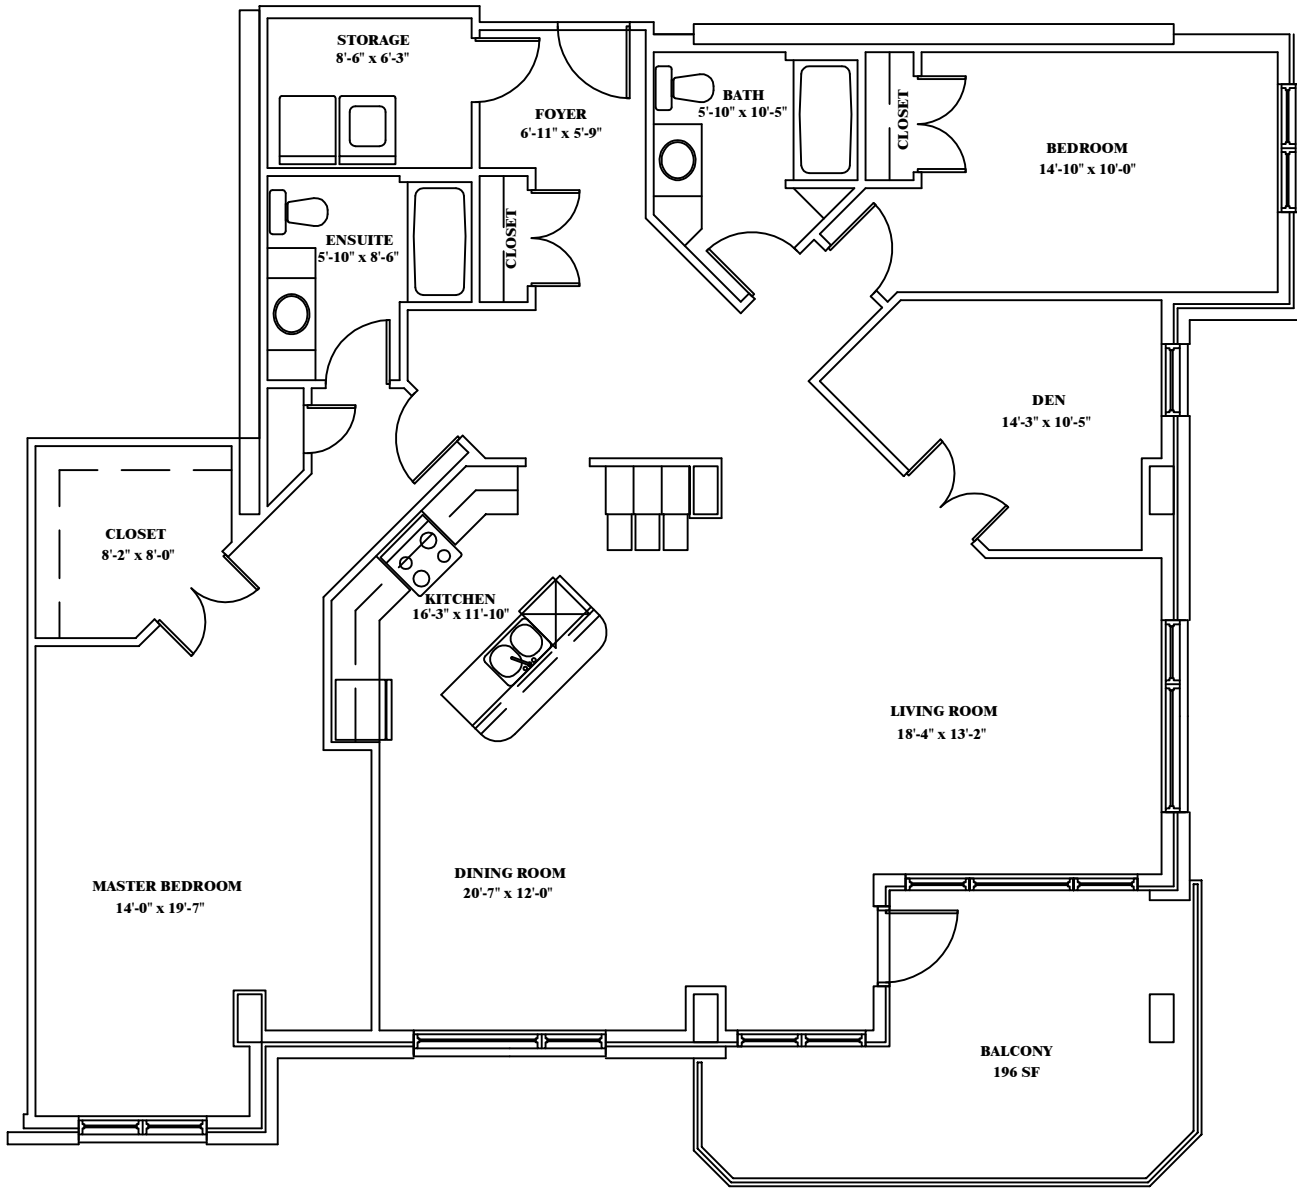 STORAGE
8'-6" x 6'-3"
FOYER
6'-11" x 5'-9"
BATH
5'-10" x 10'-5"
CLOSET
BEDROOM
14'-10" x 10'-0"
ENSUITE
5'-10" x 8'-6"
CLOSET
DEN
14'-3" x 10'-5"
CLOSET
8'-2" x 8'-0"
KITCHEN
16'-3" x 11'-10"
LIVING ROOM
18'-4" x 13'-2"
MASTER BEDROOM
14'-0" x 19'-7"
DINING ROOM
20'-7" x 12'-0"
BALCONY
196 SF